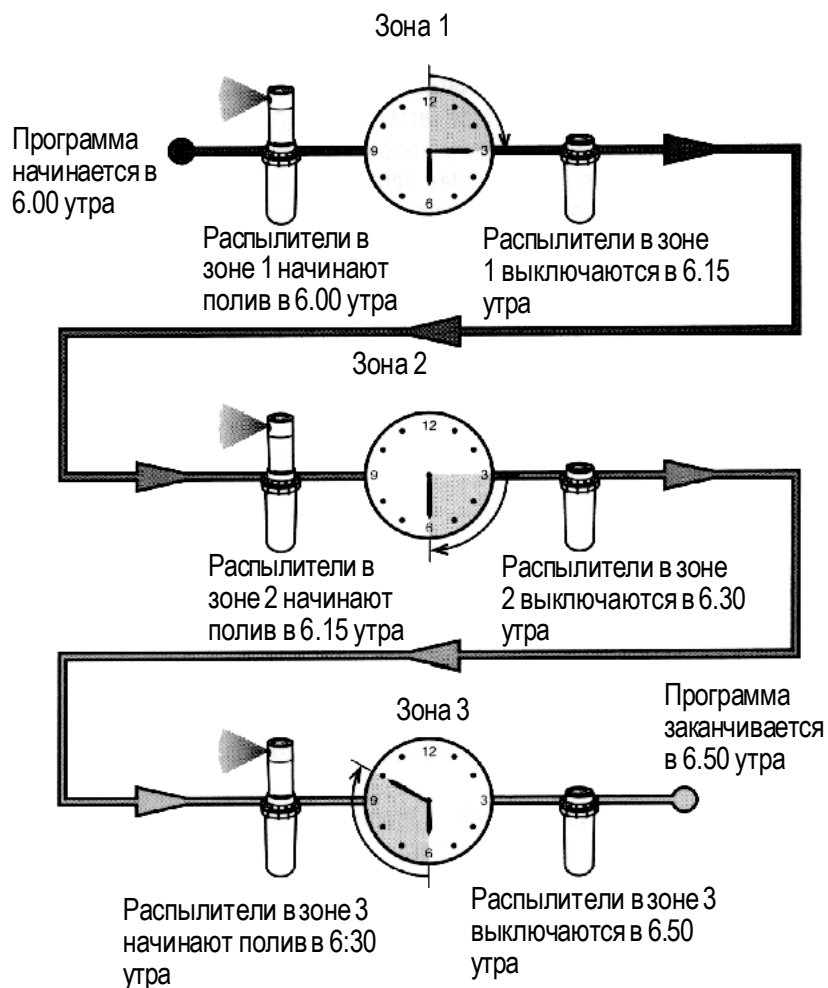 Зона 1
Программа
начинается в
6.00 утра
12
9
3
6
Распылители в
зоне 1 начинают
полив в 6.00 утра
Распылители в зоне
1 выключаются в 6.15
утра
Зона 2
12
9
3
6
Распылители в
зоне 2 начинают
полив в 6.15 утра
Распылители в зоне
2 выключаются в 6.30
утра
Зона 3
Программа
заканчивается
в 6.50 утра
12
9
3
6
Распылители в зоне 3
начинают полив в 6:30
утра
Распылители в зоне 3
выключаются в 6.50
утра